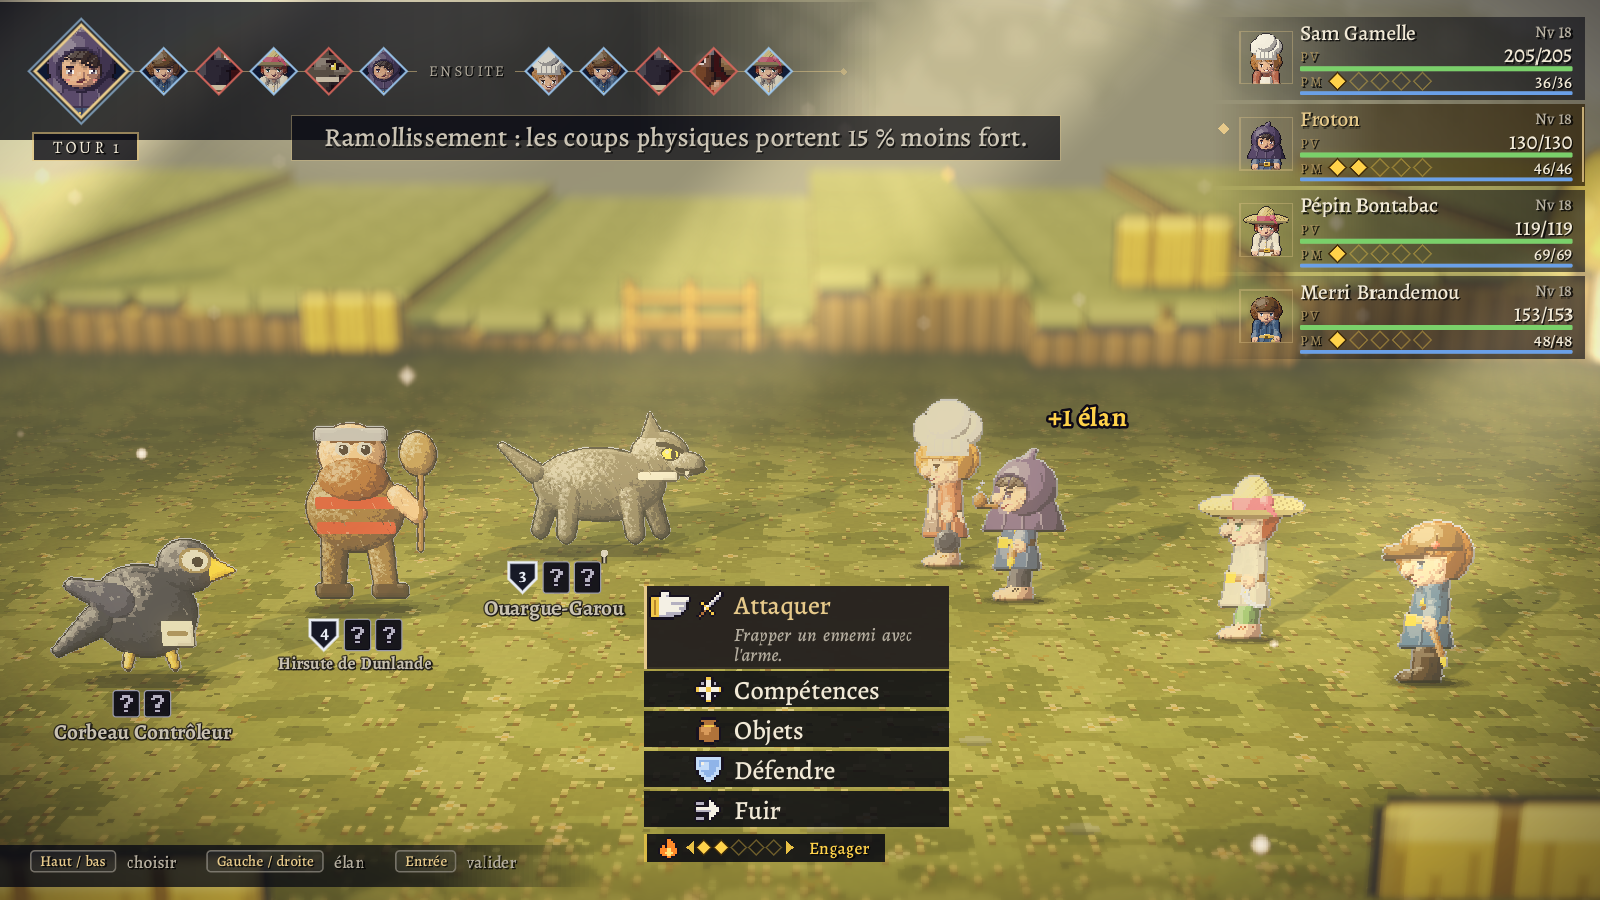 ENSUITE
TOUR 1
Ramollissement : les coups physiques portent 15 % moins fort.
Sam Gamelle Nv 18
PV 205/205
PM 36/36
Froton Nv 18
PV 130/130
PM 46/46
Pépin Bontabac Nv 18
PV 119/119
PM 69/69
Merri Brandemou Nv 18
PV 153/153
PM 48/48
+1 élan
3 ? ?
Ouargue-Garou
4 ? ?
Hirsute de Dunlande
? ?
Corbeau Contrôleur
Attaquer
Frapper un ennemi avec
l'arme.
Compétences
Objets
Défendre
Fuir
Engager
Haut / bas choisir Gauche / droite élan Entrée valider